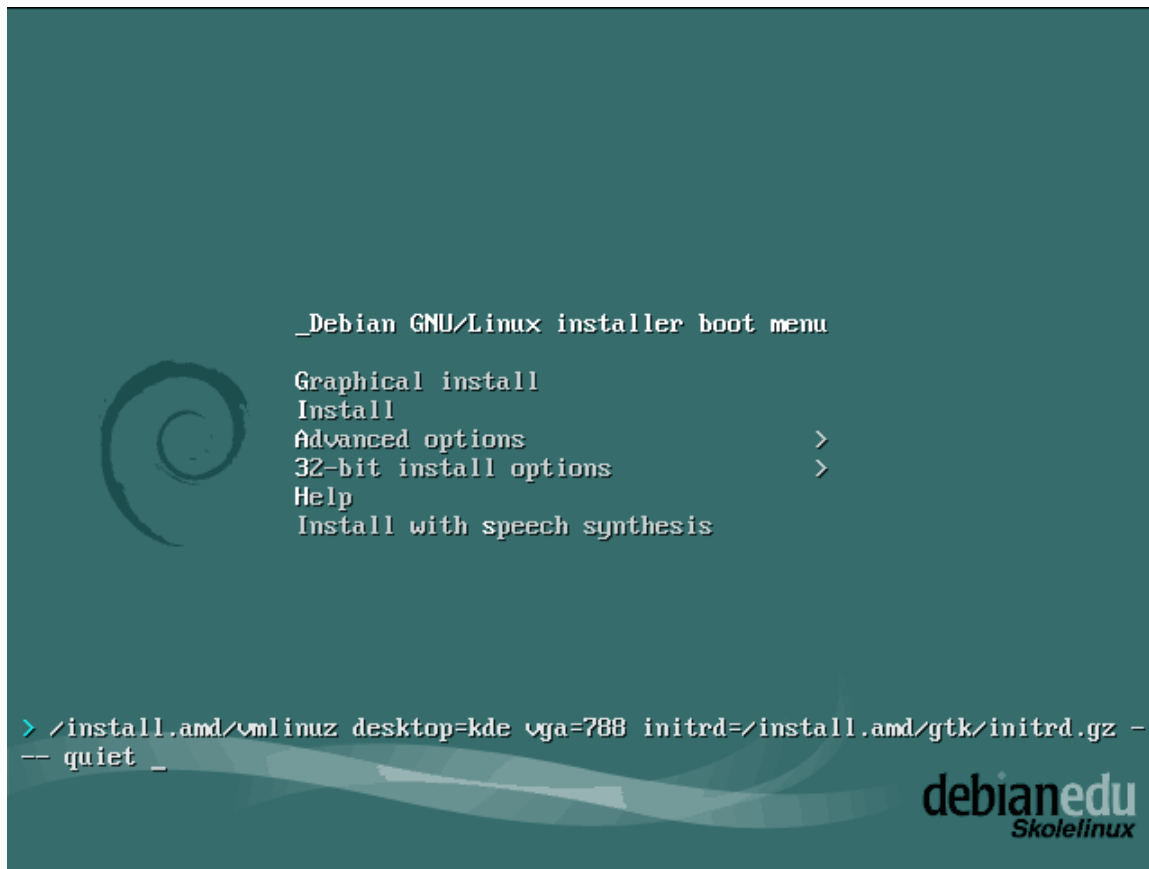 _Debian GNU/Linux installer boot menu
Graphical install
Install
Advanced options >
32-bit install options >
Help
Install with speech synthesis
> /install.amd/vmlinuz desktop=kde vga=788 initrd=/install.amd/gtk/initrd.gz -
-- quiet _
debianedu
Skolelinux